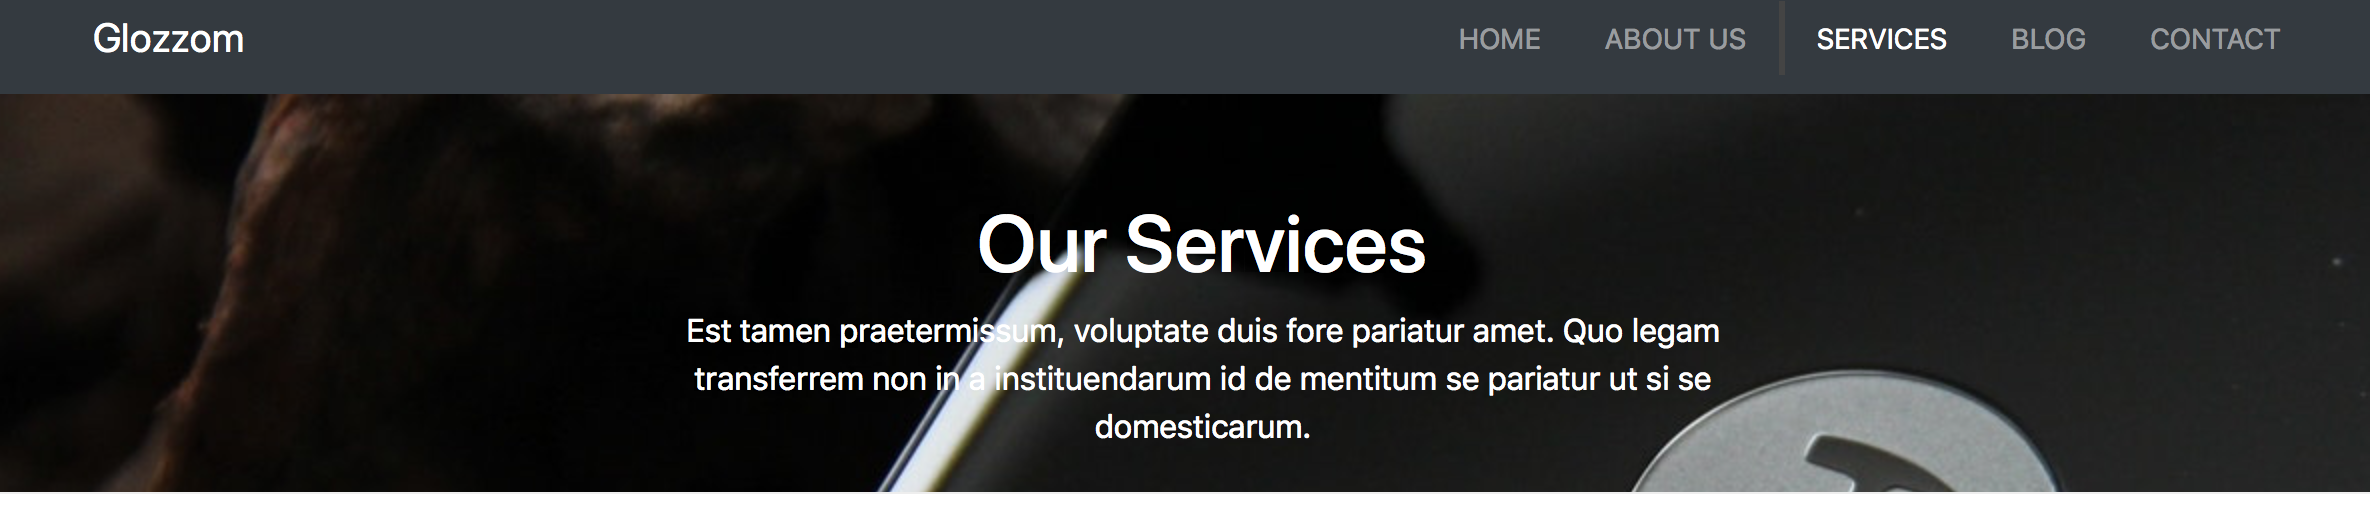 Glozzom HOME ABOUT US SERVICES BLOG CONTACT
Our Services
Est tamen praetermissum, voluptate duis fore pariatur amet. Quo legam
transferrem non in a instituendarum id de mentitum se pariatur ut si se
domesticarum.